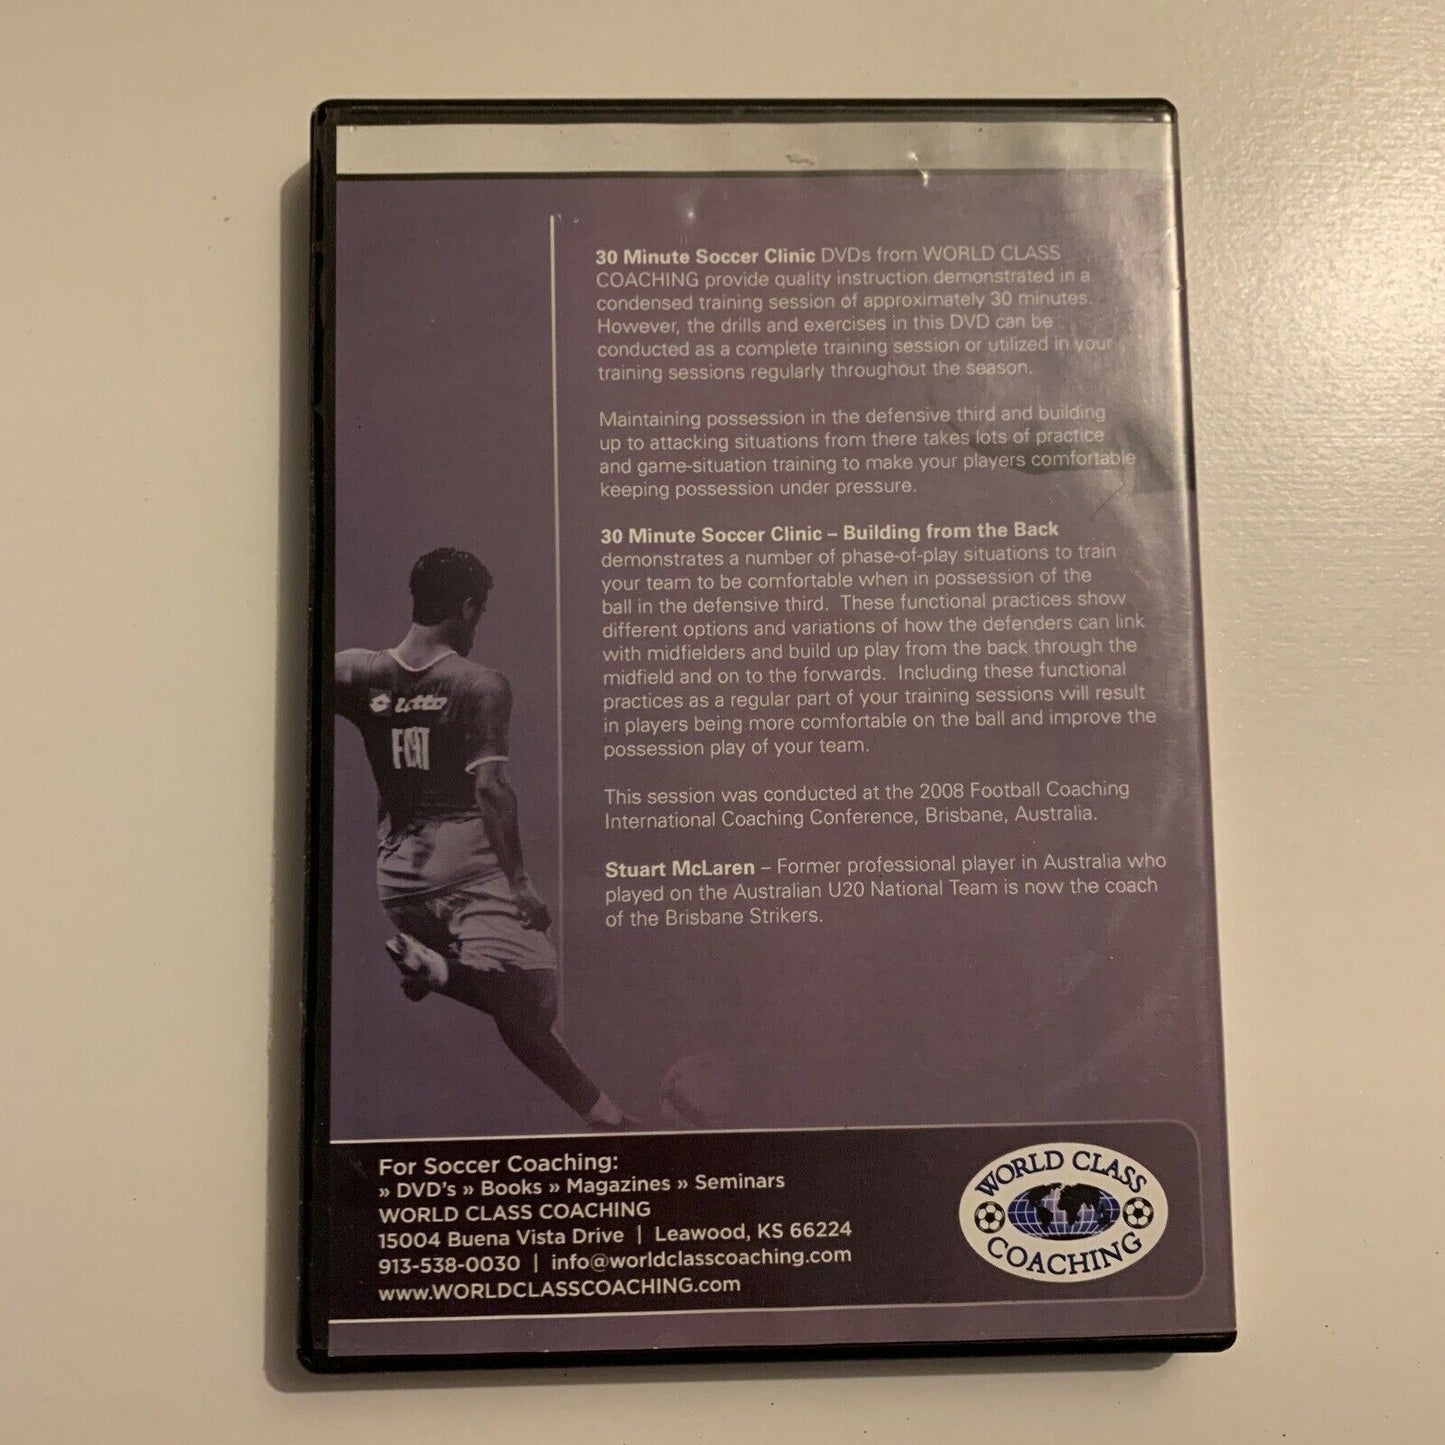 30 Minute Soccer Clinic DVDs from WORLD CLASS
COACHING provide quality instruction demonstrated in a
condensed training session of approximately 30 minutes.
However, the drills and exercises in this DVD can be
conducted as a complete training session or utilized in your
training sessions regularly throughout the season.
Maintaining possession in the defensive third and building
up to attacking situations from there takes lots of practice
and game-situation training to make your players comfortable
keeping possession under pressure.
30 Minute Soccer Clinic – Building from the Back
demonstrates a number of phase-of-play situations to train
your team to be comfortable when in possession of the
ball in the defensive third. These functional practices show
different options and variations of how the defenders can link
with midfielders and build up play from the back through the
midfield and on to the forwards. Including these functional
practices as a regular part of your training sessions will result
in players being more comfortable on the ball and improve the
possession play of your team.
This session was conducted at the 2008 Football Coaching
International Coaching Conference, Brisbane, Australia.
Stuart McLaren – Former professional player in Australia who
played on the Australian U20 National Team is now the coach
of the Brisbane Strikers.
lotto
For Soccer Coaching:
» DVD's » Books » Magazines » Seminars
WORLD CLASS COACHING
15004 Buena Vista Drive | Leawood, KS 66224
913-538-0030 | info@worldclasscoaching.com
www.WORLDCLASSCOACHING.com
WORLD CLASS
COACHING